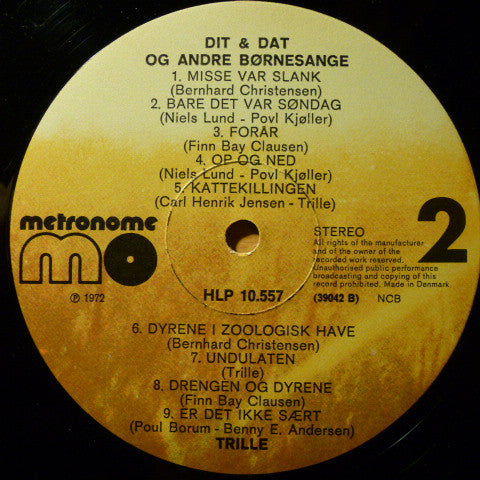 DIT & DAT
OG ANDRE BØRNESANGE
1. MISSE VAR SLANK
(Bernhard Christensen)
2. BARE DET VAR SØNDAG
(Niels Lund - Povl Kjøller)
3. FORÅR
(Finn Bay Clausen)
4. OP OG NED
(Niels Lund - Povl Kjøller)
5. KATTEKILLINGEN
(Carl Henrik Jensen - Trille)
metronome
mo
℗ 1972
HLP 10.557
STEREO
All rights of the manufacturer
and of the owner of the
recorded work reserved.
Unauthorised public performance
broadcasting and copying of this
record prohibited. Made in Denmark.
(39042 B) NCB
2
6. DYRENE I ZOOLOGISK HAVE
(Bernhard Christensen)
7. UNDULATEN
(Trille)
8. DRENGEN OG DYRENE
(Finn Bay Clausen)
9. ER DET IKKE SÆRT
(Poul Borum - Benny E. Andersen)
TRILLE